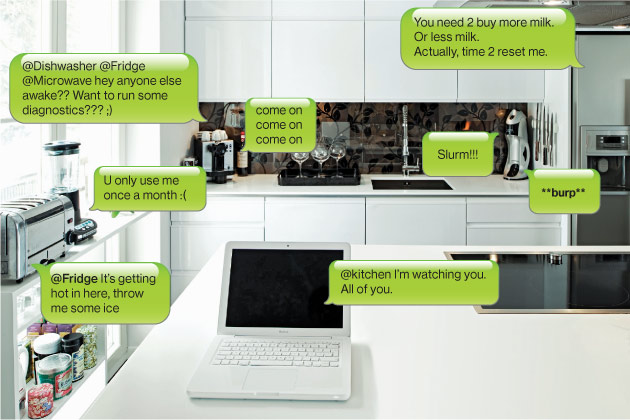 You need 2 buy more milk.
Or less milk.
Actually, time 2 reset me.
@Dishwasher @Fridge
@Microwave hey anyone else
awake?? Want to run some
diagnostics??? ;)
come on
come on
come on
Slurm!!!
U only use me
once a month :(
**burp**
@Fridge It's getting
hot in here, throw
me some ice
@kitchen I'm watching you.
All of you.